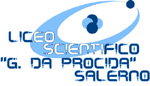 LICEO
SCIENTIFICO
"G. DA PROCIDA"
SALERNO